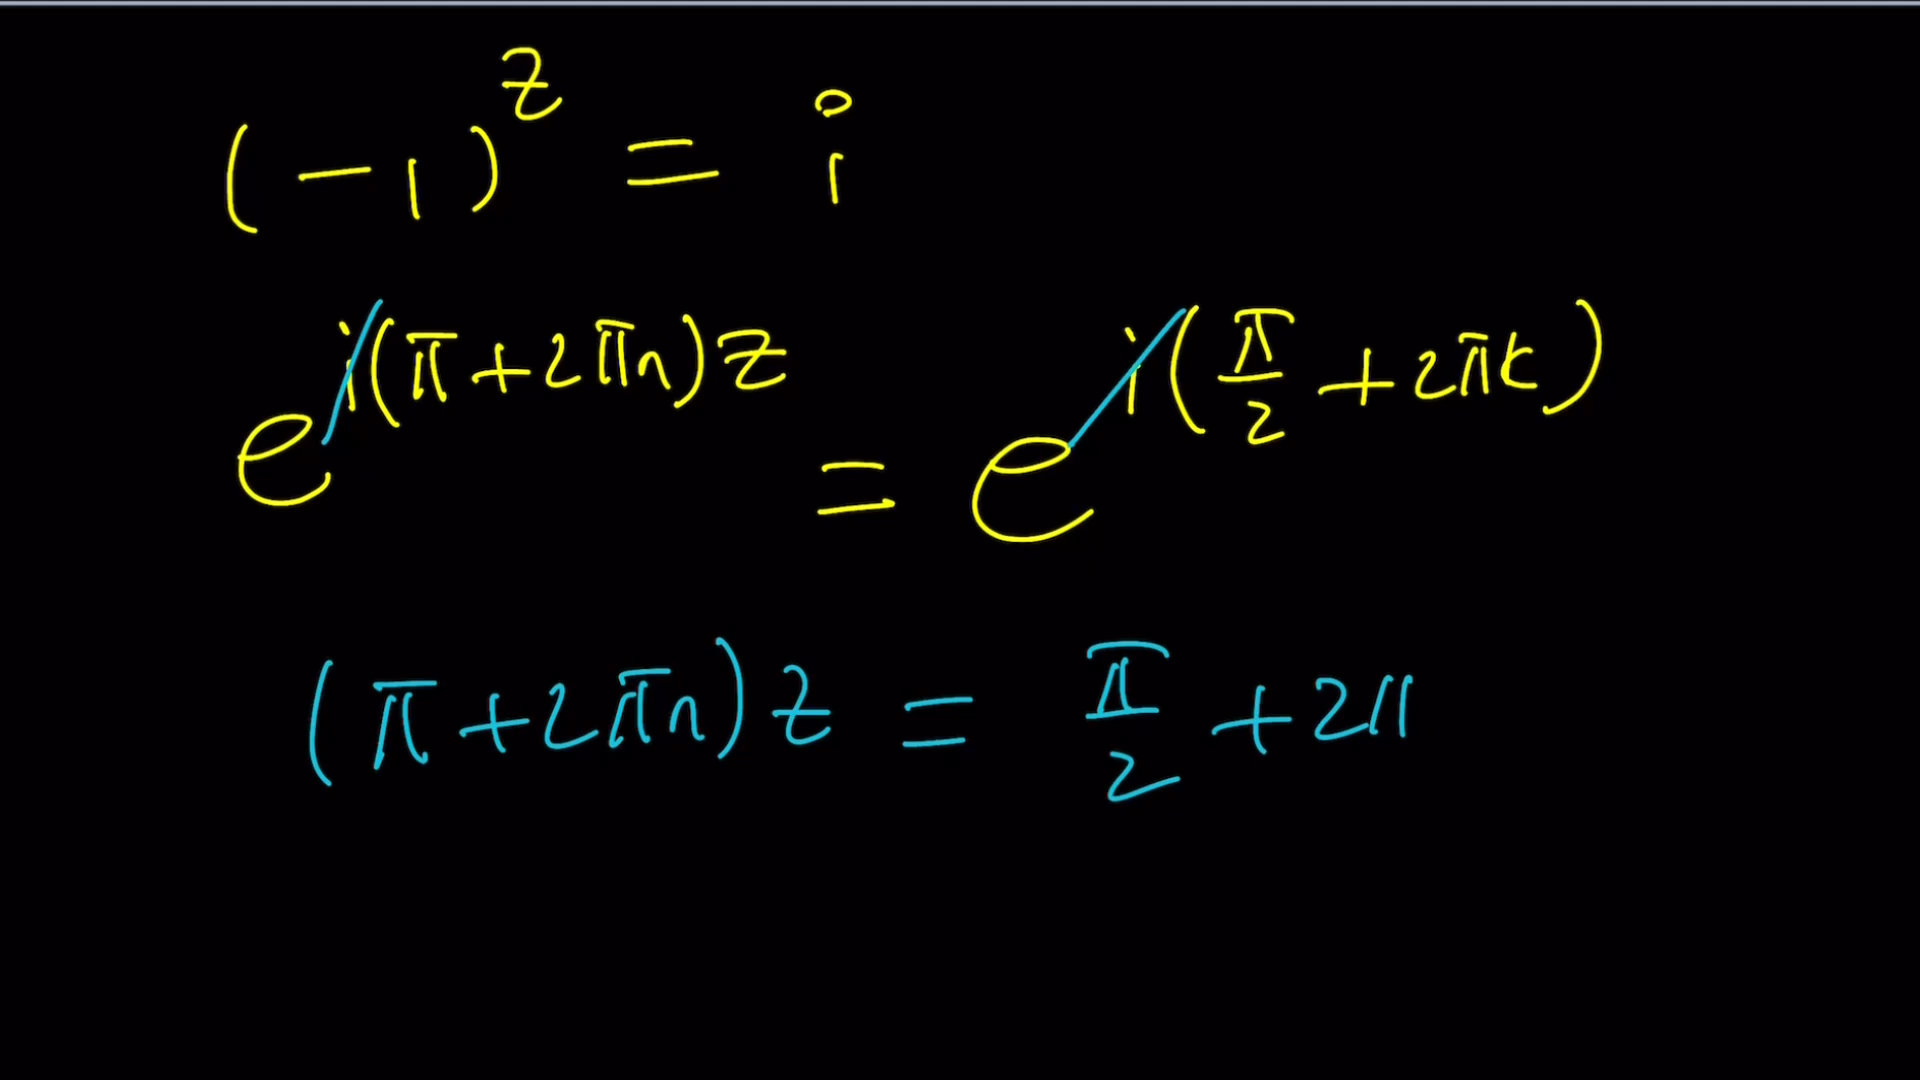 (-1)^z = i
e^{i(π+2πn)z} = e^{i(π/2+2πk)}
(π+2πn)z = π/2+2π